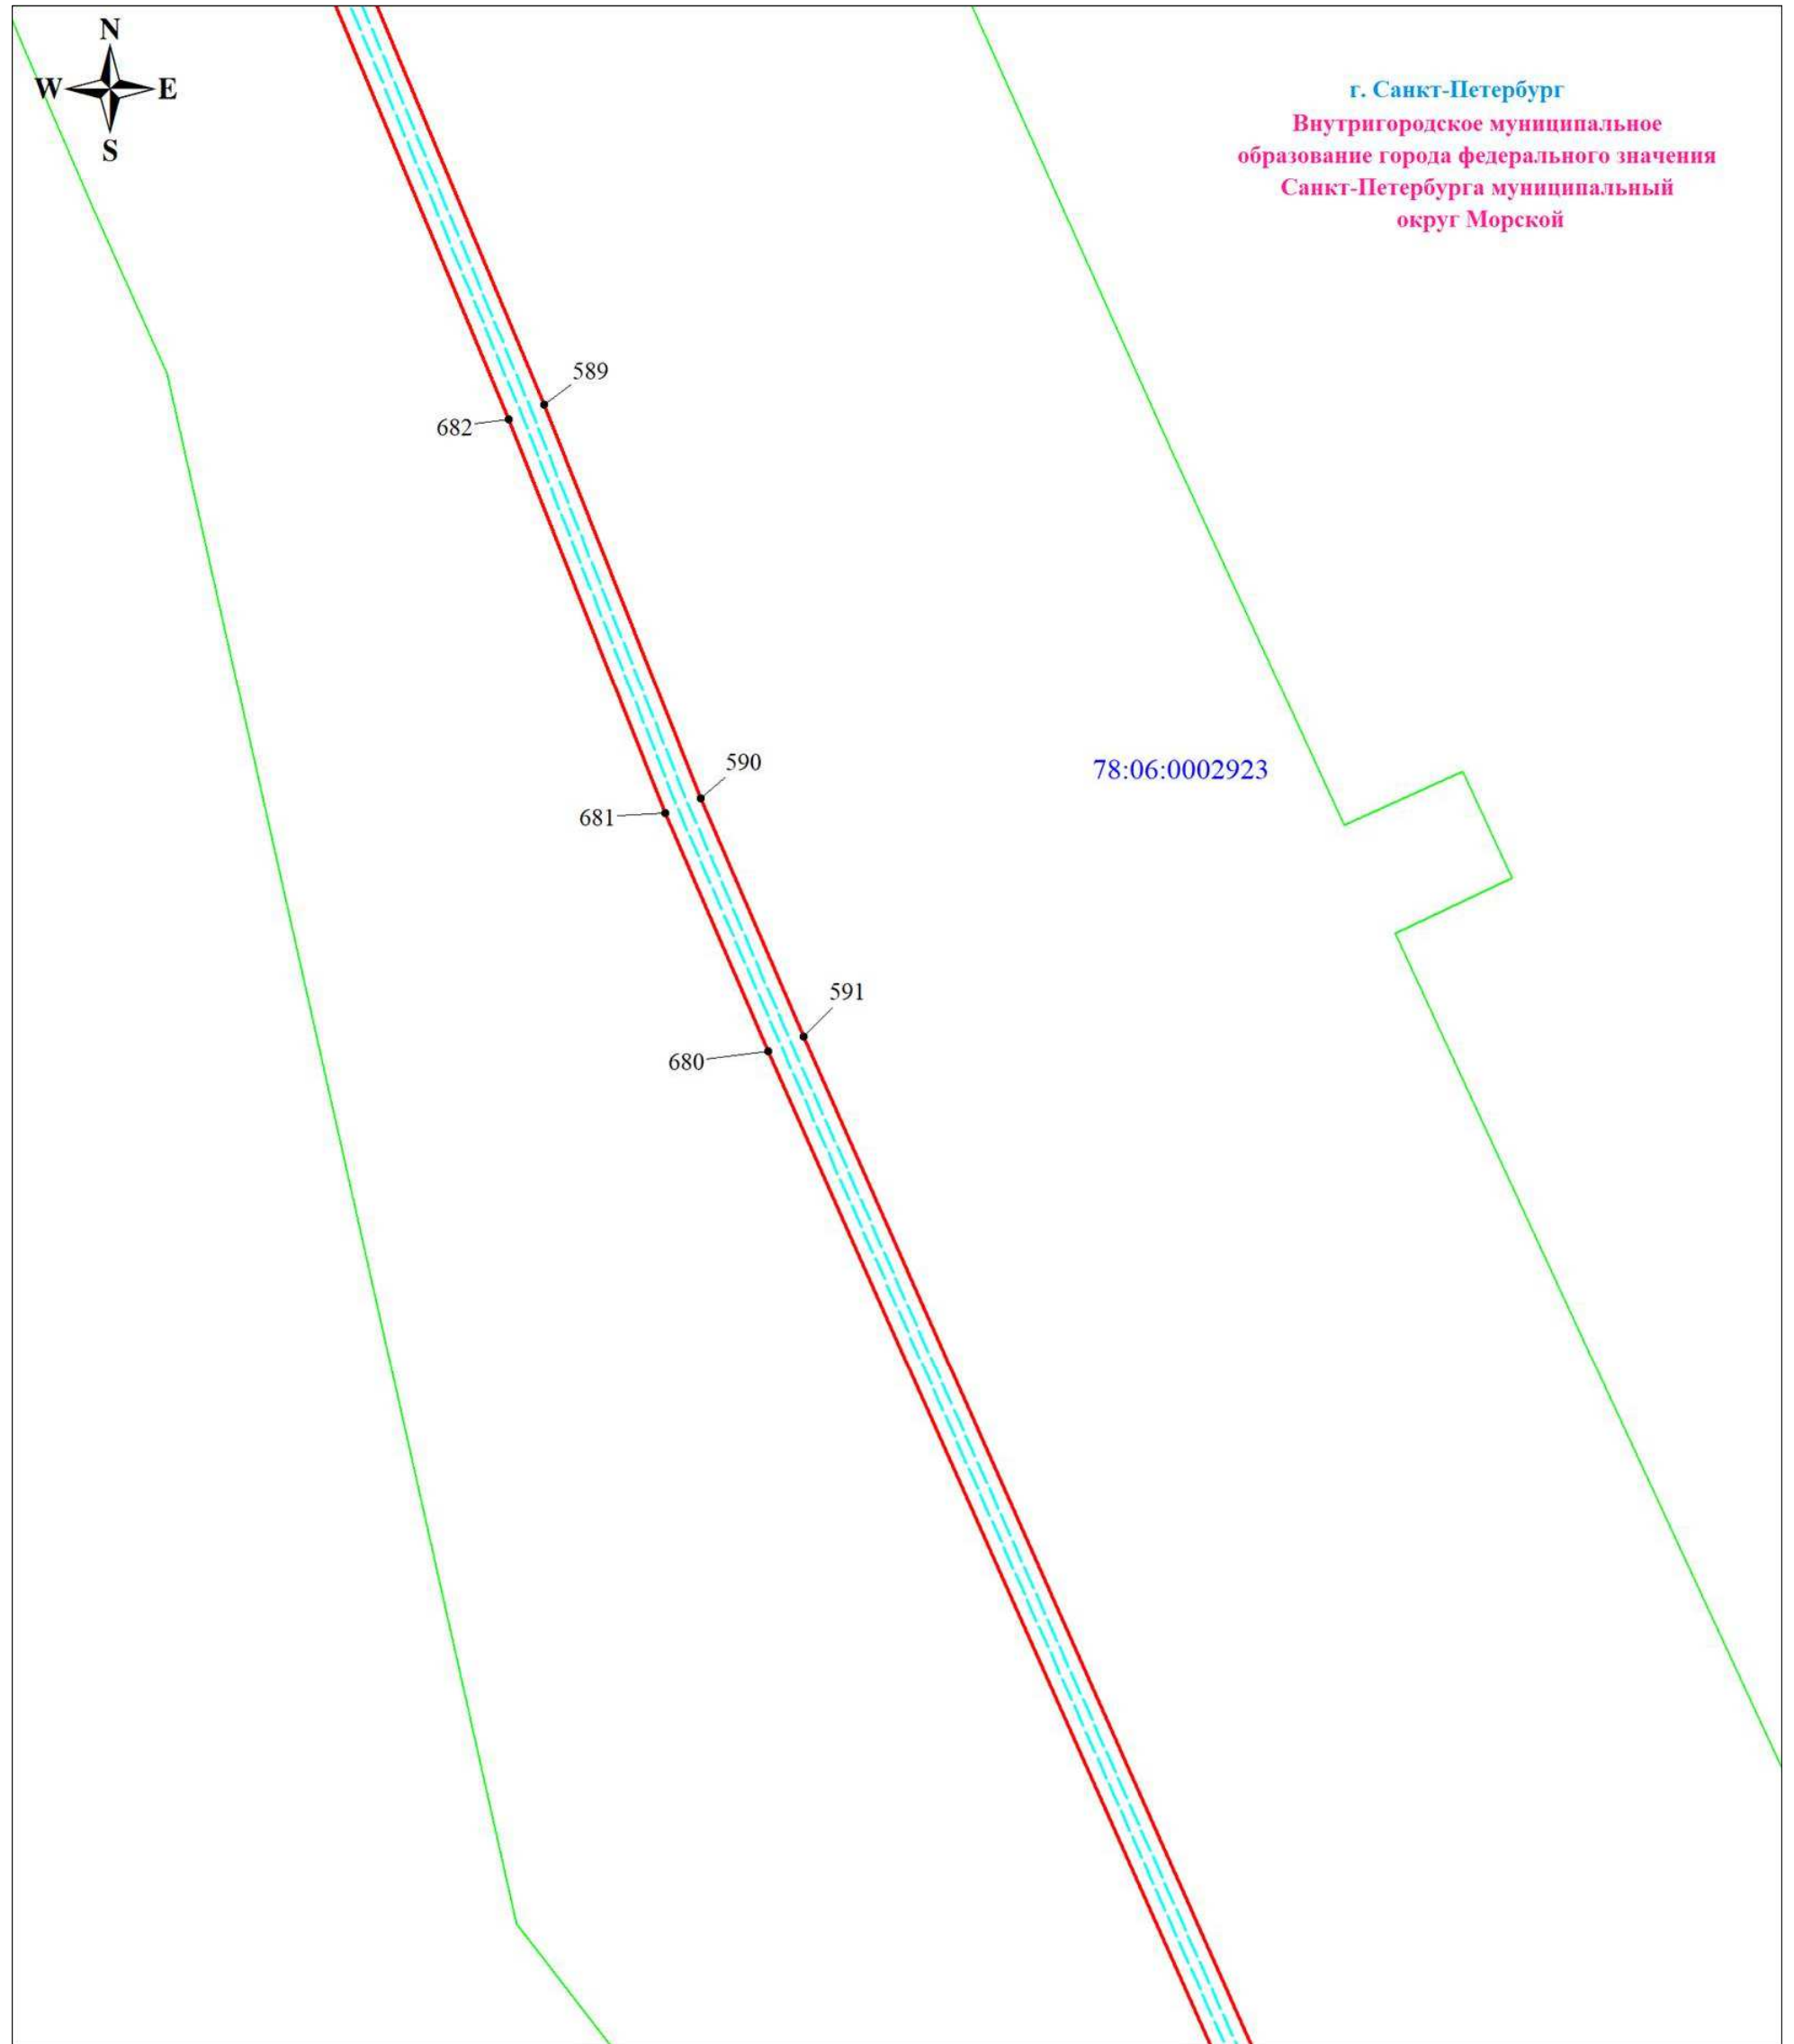 N
W E
S
г. Санкт-Петербург
Внутригородское муниципальное
образование города федерального значения
Санкт-Петербурга муниципальный
округ Морской
589
682
590
78:06:0002923
681
591
680